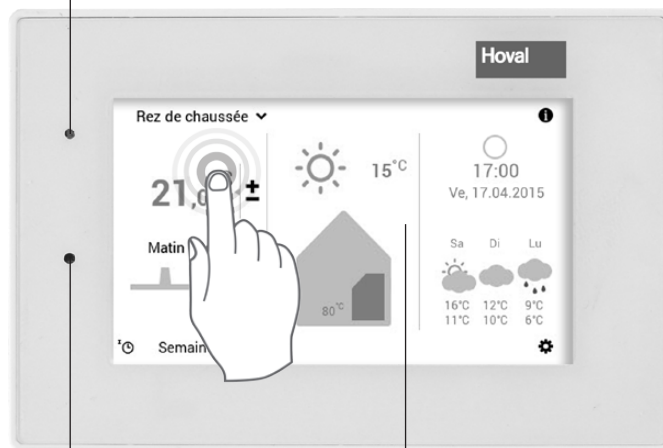 Hoval
Rez de chaussée
21,0
15°C
17:00
Ve, 17.04.2015
Matin
Sa Di Lu
16°C 12°C 9°C
11°C 10°C 6°C
80°C